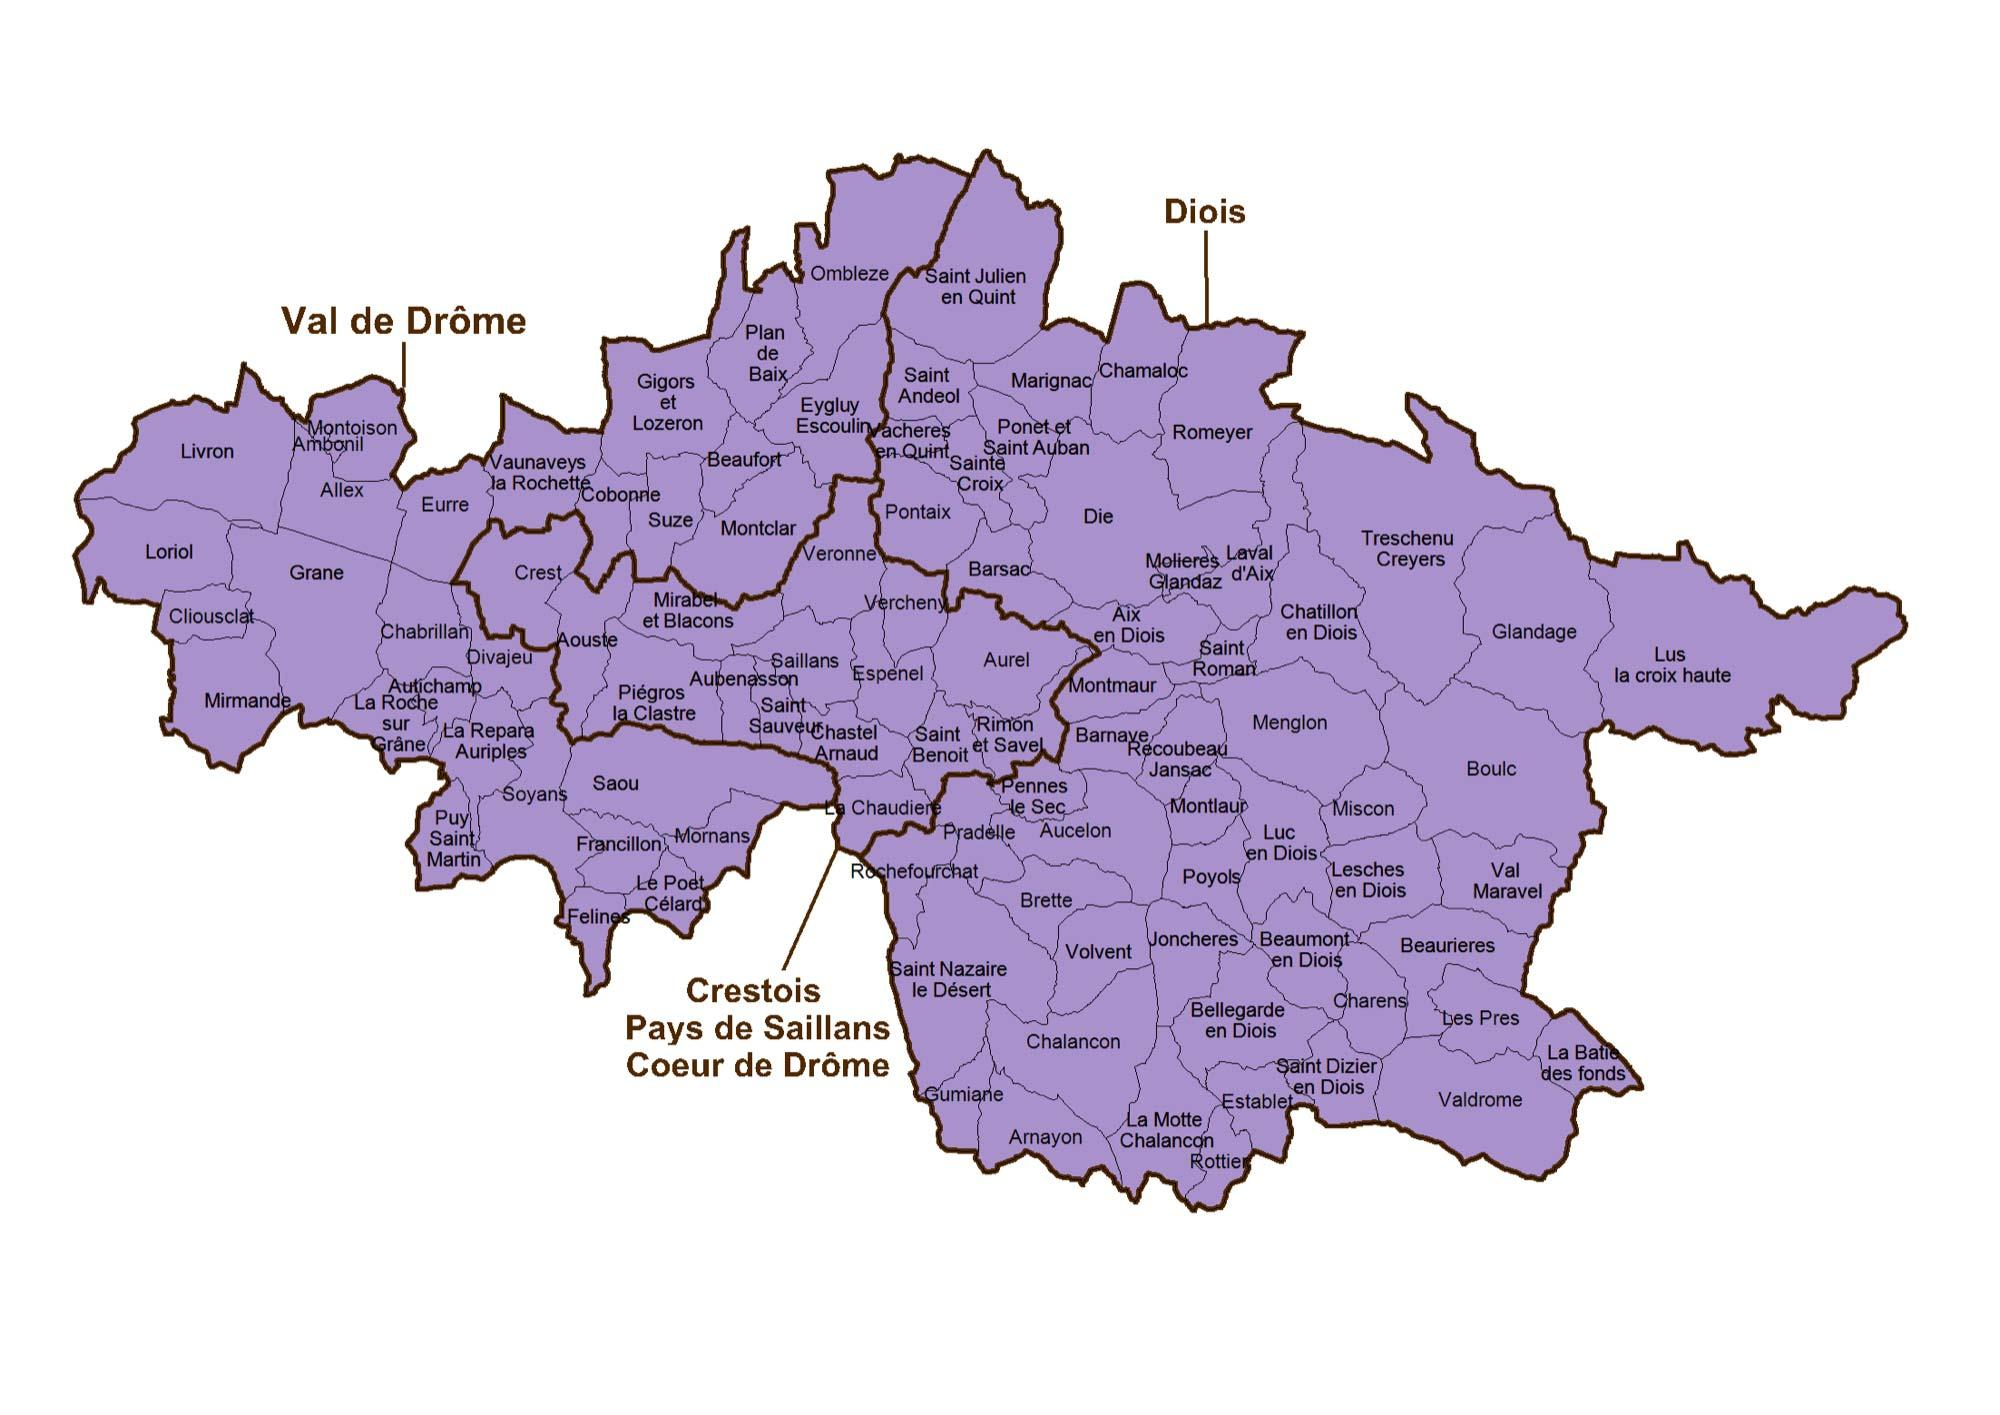 Diois
Val de Drôme
Ombleze
Saint Julien
en Quint
Plan
de
Baix
Gigors
et
Lozeron
Saint
Andeol
Marignac
Chamaloc
Eygluy
Escoulin
Vacheres
en Quint
Ponet et
Saint Auban
Romeyer
Livron
Montoison
Ambonil
Allex
Vaunaveys
la Rochette
Cobonne
Beaufort
Sainte
Croix
Eurre
Suze
Montclar
Pontaix
Die
Loriol
Grane
Crest
Veronne
Barsac
Molieres
Glandaz
Laval
d'Aix
Treschenu
Creyers
Cliousclat
Chabrillan
Mirabel
et Blacons
Vercheny
Aix
en Diois
Chatillon
en Diois
Glandage
Aouste
Divajeu
Saillans
Espenel
Aurel
Saint
Roman
Lus
la croix haute
Mirmande
Autichamp
La Roche
sur
Grâne
Piégros
la Clastre
Aubenasson
Saint
Sauveur
Montmaur
La Repara
Auriples
Chastel
Arnaud
Saint
Benoit
Rimon
et Savel
Barnave
Recoubeau
Jansac
Menglon
Boulc
Soyans
Saou
La Chaudiere
Pennes
le Sec
Montlaur
Miscon
Puy
Saint
Martin
Francillon
Mornans
Pradelle
Aucelon
Luc
en Diois
Rochefourchat
Poyols
Lesches
en Diois
Val
Maravel
Le Poet
Célard
Felines
Brette
Volvent
Joncheres
Beaumont
en Diois
Beaurieres
Saint Nazaire
le Désert
Charens
Crestois
Pays de Saillans
Coeur de Drôme
Bellegarde
en Diois
Les Pres
Chalancon
La Batie
des fonds
Gumiane
Saint Dizier
en Diois
Establet
Valdrome
Arnayon
La Motte
Chalancon
Rottier